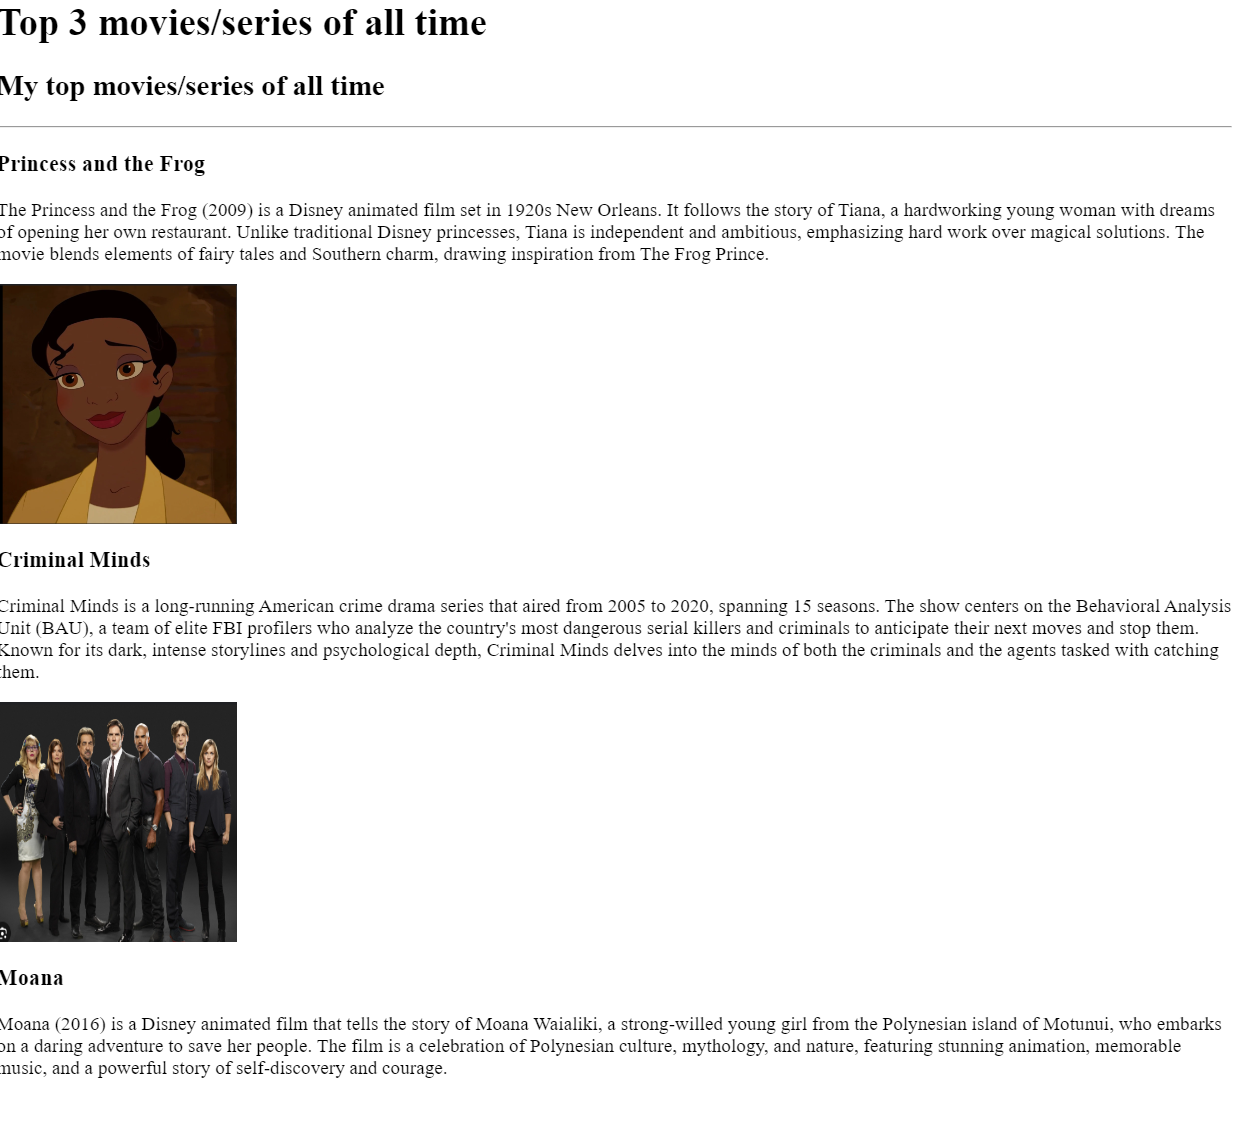 Top 3 movies/series of all time
My top movies/series of all time
Princess and the Frog
The Princess and the Frog (2009) is a Disney animated film set in 1920s New Orleans. It follows the story of Tiana, a hardworking young woman with dreams
of opening her own restaurant. Unlike traditional Disney princesses, Tiana is independent and ambitious, emphasizing hard work over magical solutions. The
movie blends elements of fairy tales and Southern charm, drawing inspiration from The Frog Prince.
Criminal Minds
Criminal Minds is a long-running American crime drama series that aired from 2005 to 2020, spanning 15 seasons. The show centers on the Behavioral Analysis
Unit (BAU), a team of elite FBI profilers who analyze the country's most dangerous serial killers and criminals to anticipate their next moves and stop them.
Known for its dark, intense storylines and psychological depth, Criminal Minds delves into the minds of both the criminals and the agents tasked with catching
them.
Moana
Moana (2016) is a Disney animated film that tells the story of Moana Waialiki, a strong-willed young girl from the Polynesian island of Motunui, who embarks
on a daring adventure to save her people. The film is a celebration of Polynesian culture, mythology, and nature, featuring stunning animation, memorable
music, and a powerful story of self-discovery and courage.